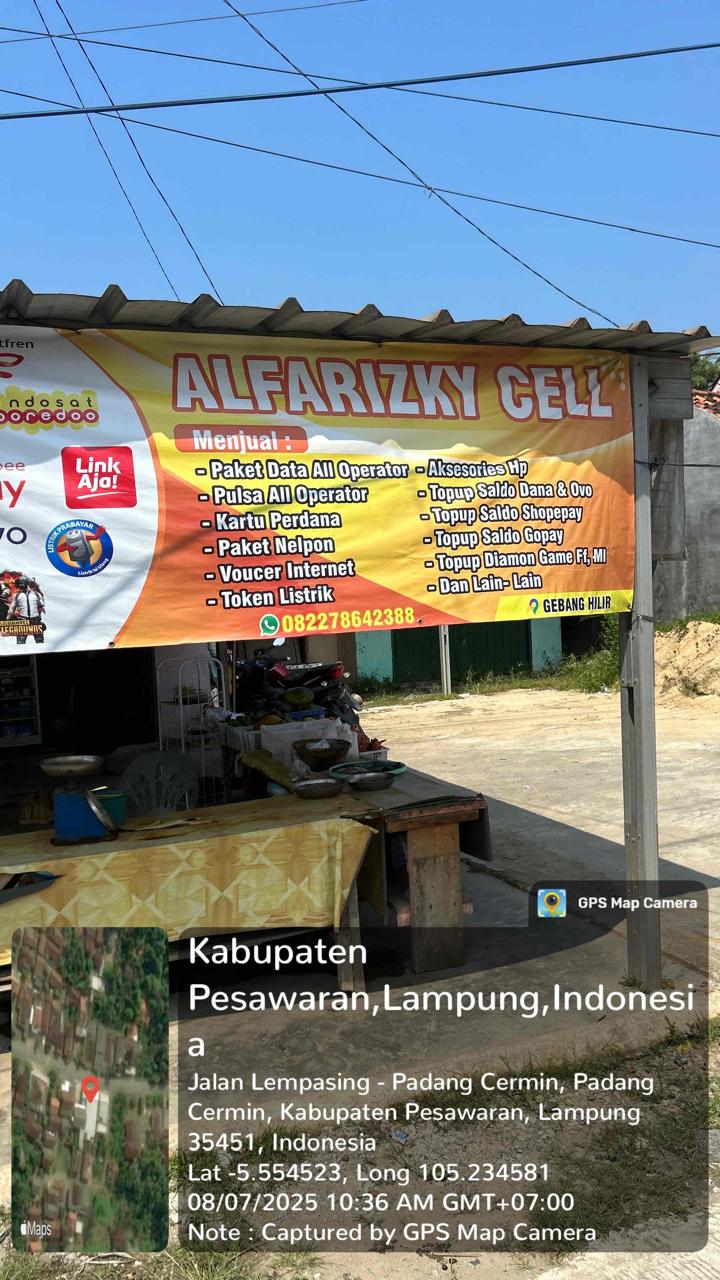 ndosat
ooredoo
Link
Aja!
LISTRIK PRABAYAR
ALFARIZKY CELL
Menjual :
- Paket Data All Operator
- Pulsa All Operator
- Kartu Perdana
- Paket Nelpon
- Voucer Internet
- Token Listrik
- Aksesories Hp
- Topup Saldo Dana & Ovo
- Topup Saldo Shopepay
- Topup Saldo Gopay
- Topup Diamon Game Ff, Ml
- Dan Lain- Lain
082278642388
GEBANG HILIR
GPS Map Camera
Kabupaten
Pesawaran,Lampung,Indonesi
a
Jalan Lempasing - Padang Cermin, Padang
Cermin, Kabupaten Pesawaran, Lampung
35451, Indonesia
Lat -5.554523, Long 105.234581
08/07/2025 10:36 AM GMT+07:00
Note : Captured by GPS Map Camera
Maps